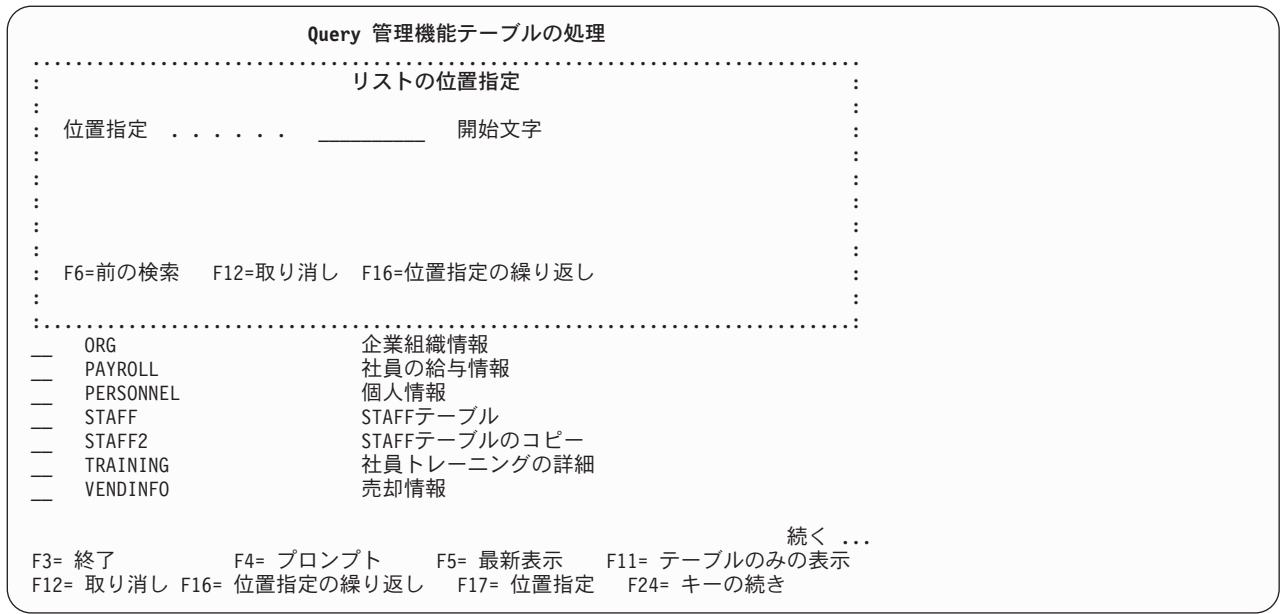 Query 管理機能テーブルの処理
..............................................................................
: リストの位置指定 :
: :
: 位置指定 . . . . . . __________ 開始文字 :
: :
: :
: :
: :
: :
: F6=前の検索 F12=取り消し F16=位置指定の繰り返し :
: :
:............................................................................:
__ ORG 企業組織情報
__ PAYROLL 社員の給与情報
__ PERSONNEL 個人情報
__ STAFF STAFFテーブル
__ STAFF2 STAFFテーブルのコピー
__ TRAINING 社員トレーニングの詳細
__ VENDINFO 売却情報
続く ...
F3= 終了 F4= プロンプト F5= 最新表示 F11= テーブルのみの表示
F12= 取り消し F16= 位置指定の繰り返し F17= 位置指定 F24= キーの続き